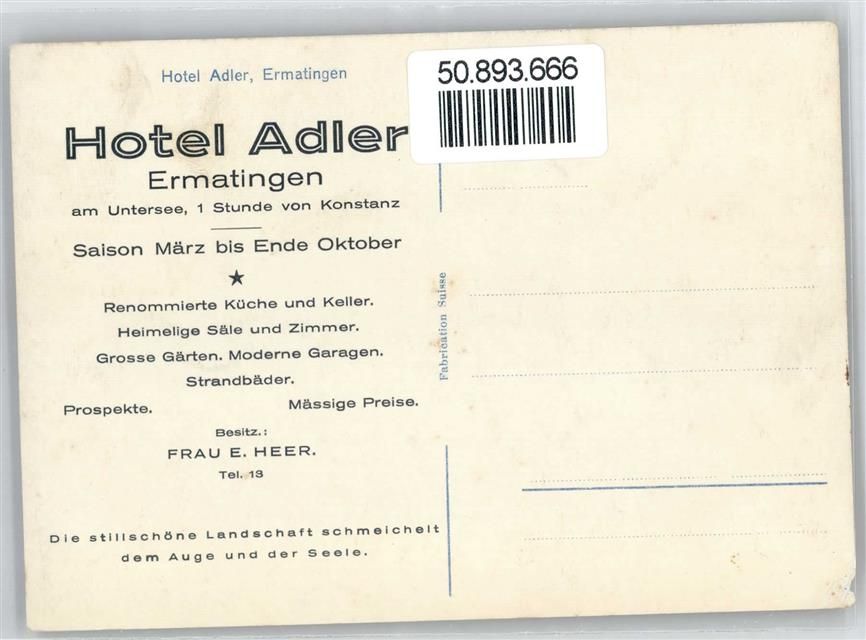 Hotel Adler, Ermatingen
50.893.666
Hotel Adler
Ermatingen
am Untersee, 1 Stunde von Konstanz
Saison März bis Ende Oktober
★
Renommierte Küche und Keller.
Heimelige Säle und Zimmer.
Grosse Gärten. Moderne Garagen.
Strandbäder.
Prospekte. Mässige Preise.
Besitz.:
FRAU E. HEER.
Tel. 13
Die stillschöne Landschaft schmeichelt
dem Auge und der Seele.
Fabrication Suisse